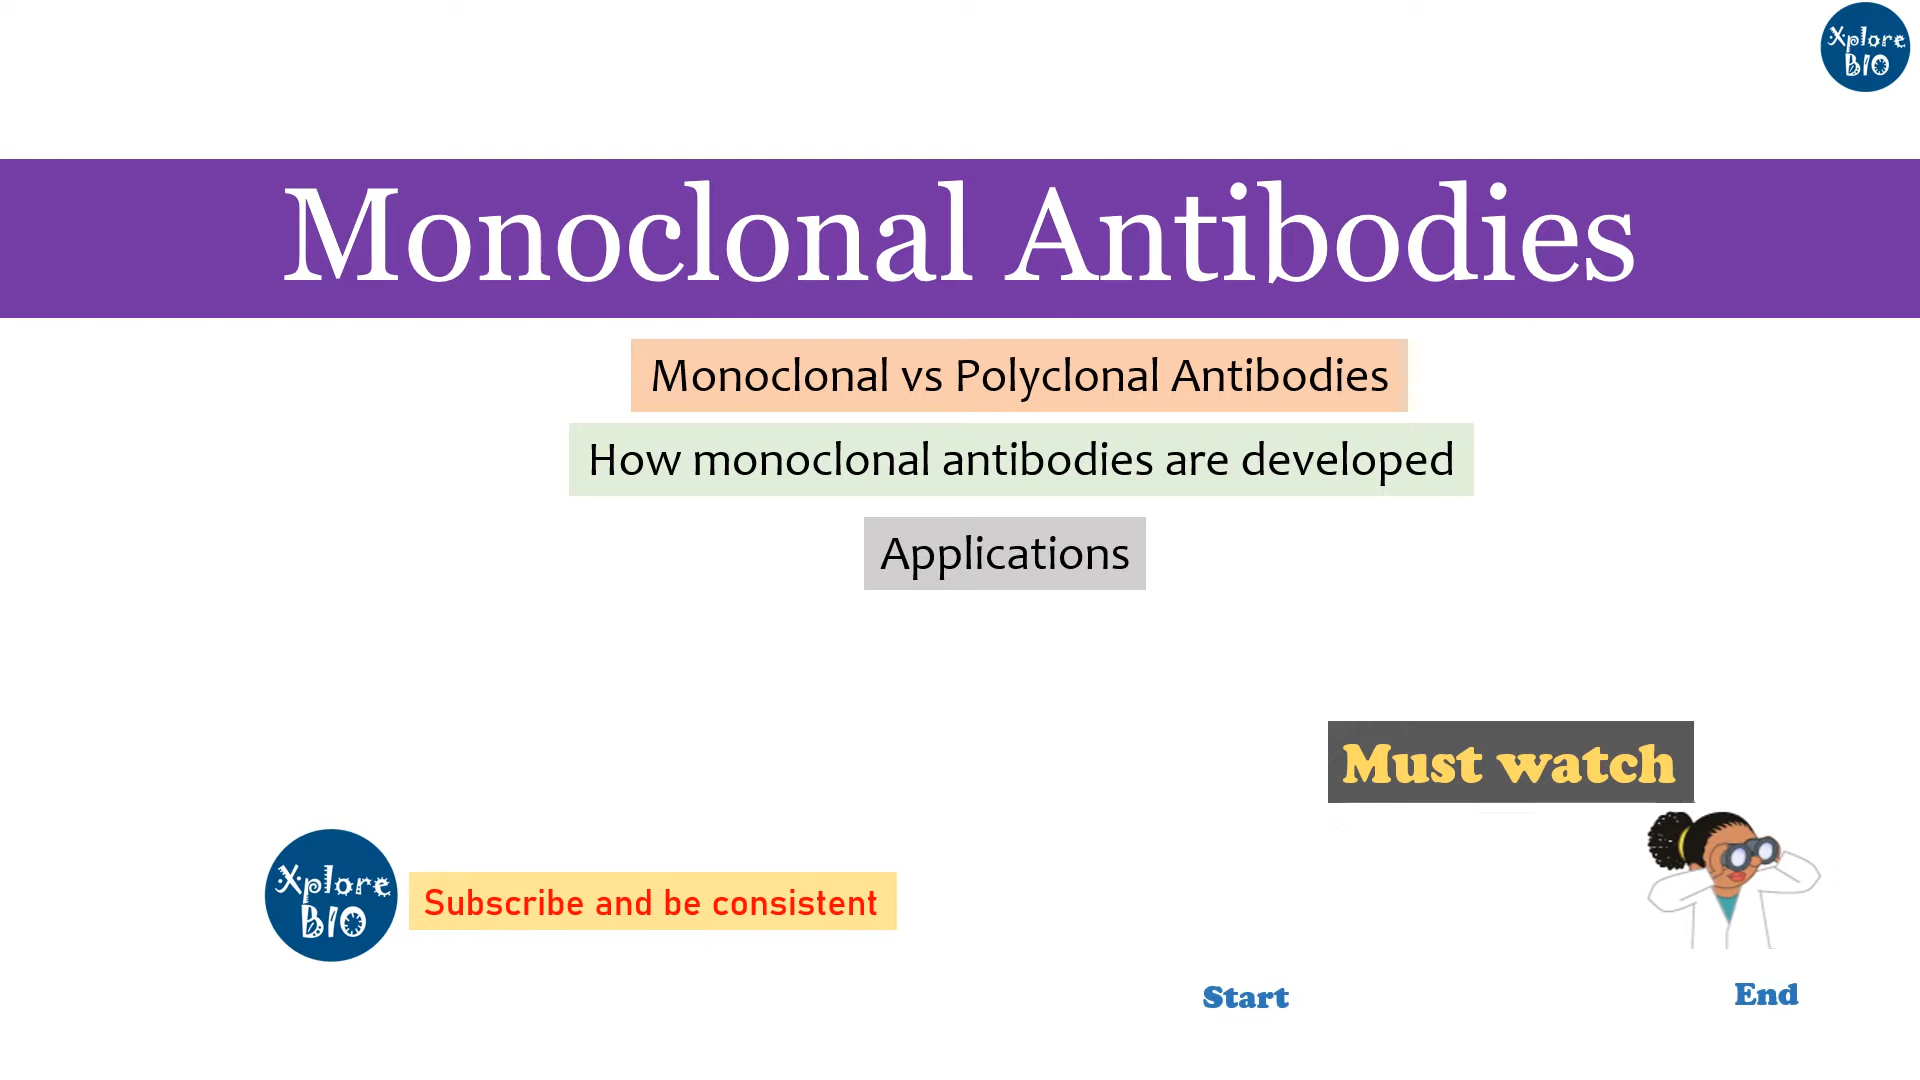 Xplore
BIO
Monoclonal Antibodies
Monoclonal vs Polyclonal Antibodies
How monoclonal antibodies are developed
Applications
Must watch
Xplore
BIO
Subscribe and be consistent
Start
End